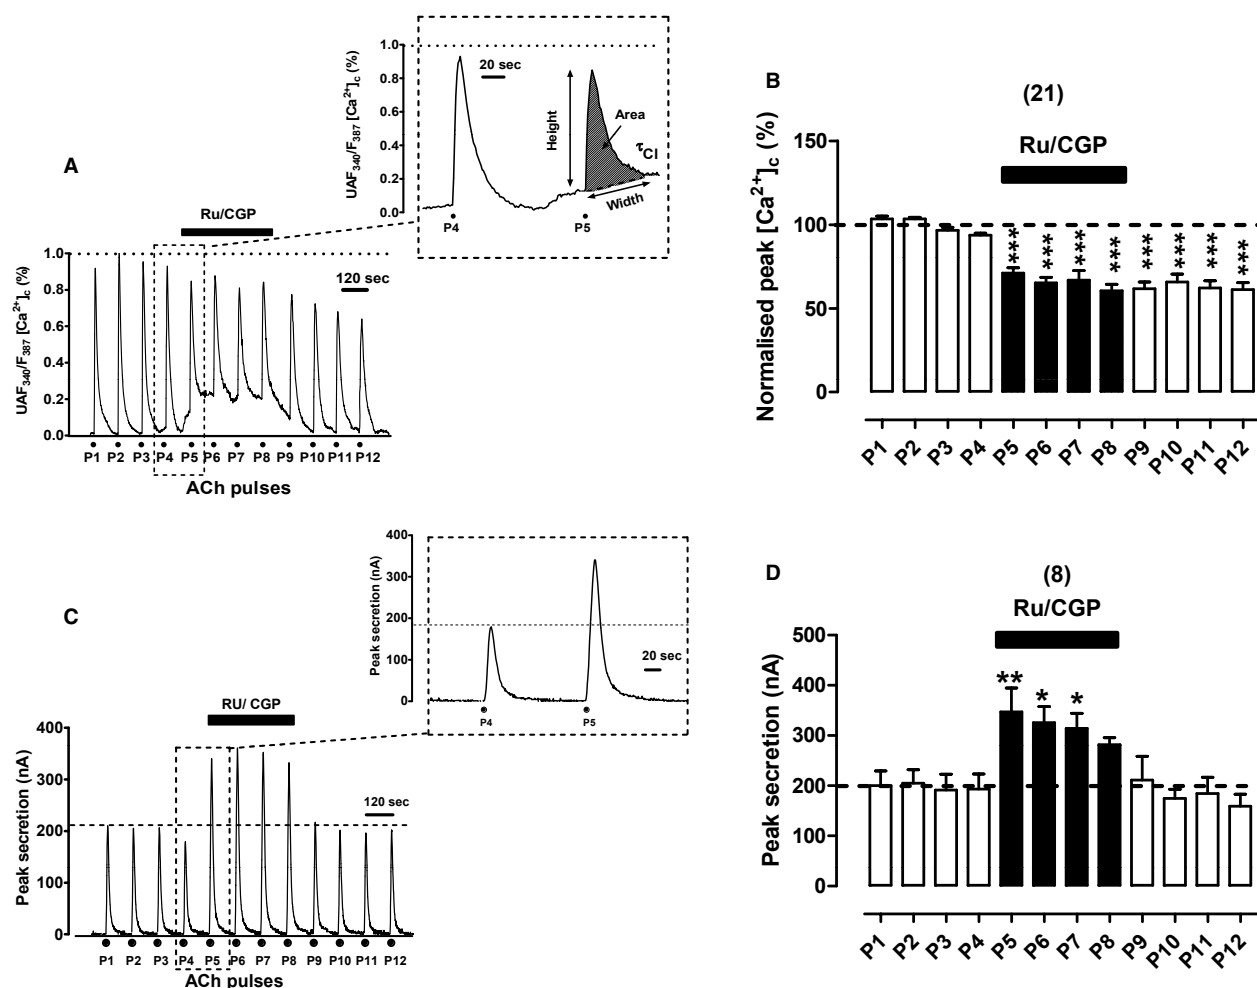 A
Ru/CGP
UAF340/F387 [Ca2+]c (%)
1.0
0.8
0.6
0.4
0.2
0.0
120 sec
P1 P2 P3 P4 P5 P6 P7 P8 P9 P10 P11 P12
ACh pulses
UAF340/F387 [Ca2+]c (%)
1.0
0.8
0.6
0.4
0.2
0.0
20 sec
Height
Area
τCl
Width
P4
P5
B
(21)
Ru/CGP
Normalised peak [Ca2+]c (%)
150
100
50
0
*** *** *** *** *** *** *** ***
P1 P2 P3 P4 P5 P6 P7 P8 P9 P10 P11 P12
C
RU/ CGP
Peak secretion (nA)
400
300
200
100
0
120 sec
P1 P2 P3 P4 P5 P6 P7 P8 P9 P10 P11 P12
ACh pulses
Peak secretion (nA)
400
300
200
100
0
20 sec
P4
P5
D
(8)
Ru/CGP
Peak secretion (nA)
500
400
300
200
100
0
** * *
P1 P2 P3 P4 P5 P6 P7 P8 P9 P10 P11 P12